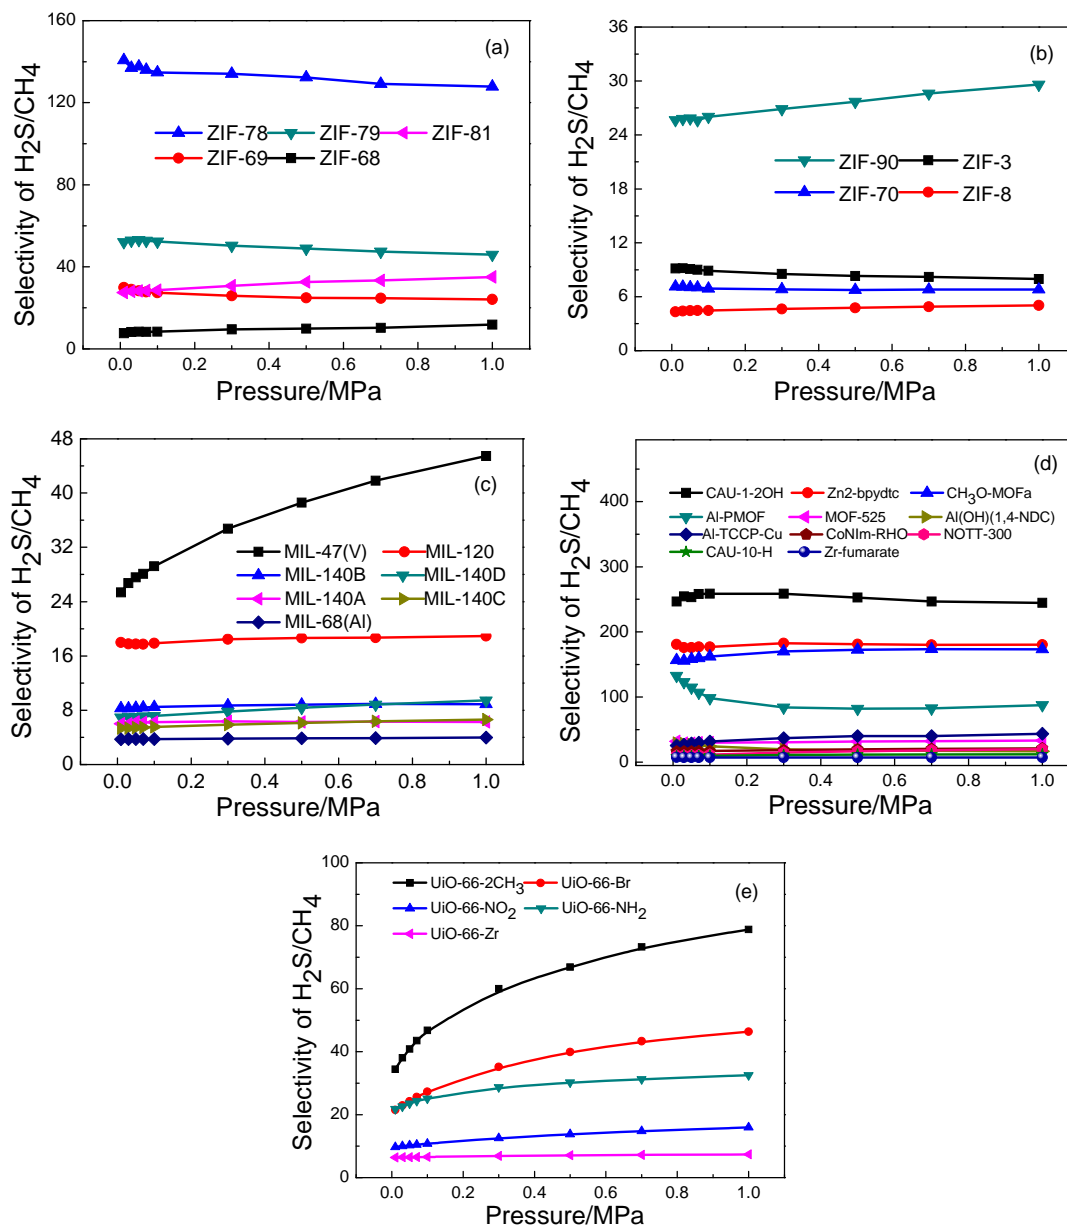 (a)
Selectivity of H2S/CH4
160
120
80
40
0
ZIF-78 ZIF-79 ZIF-81
ZIF-69 ZIF-68
0.0 0.2 0.4 0.6 0.8 1.0
Pressure/MPa
(b)
Selectivity of H2S/CH4
36
30
24
18
12
6
0
ZIF-90 ZIF-3
ZIF-70 ZIF-8
0.0 0.2 0.4 0.6 0.8 1.0
Pressure/MPa
(c)
Selectivity of H2S/CH4
48
40
32
24
16
8
0
MIL-47(V) MIL-120
MIL-140B MIL-140D
MIL-140A MIL-140C
MIL-68(Al)
0.0 0.2 0.4 0.6 0.8 1.0
Pressure/MPa
(d)
Selectivity of H2S/CH4
400
300
200
100
0
CAU-1-2OH Zn2-bpydtc CH3O-MOFa
Al-PMOF MOF-525 Al(OH)(1,4-NDC)
Al-TCCP-Cu CoNIm-RHO NOTT-300
CAU-10-H Zr-fumarate
0.0 0.2 0.4 0.6 0.8 1.0
Pressure/MPa
(e)
Selectivity of H2S/CH4
100
80
60
40
20
0
UiO-66-2CH3 UiO-66-Br
UiO-66-NO2 UiO-66-NH2
UiO-66-Zr
0.0 0.2 0.4 0.6 0.8 1.0
Pressure/MPa